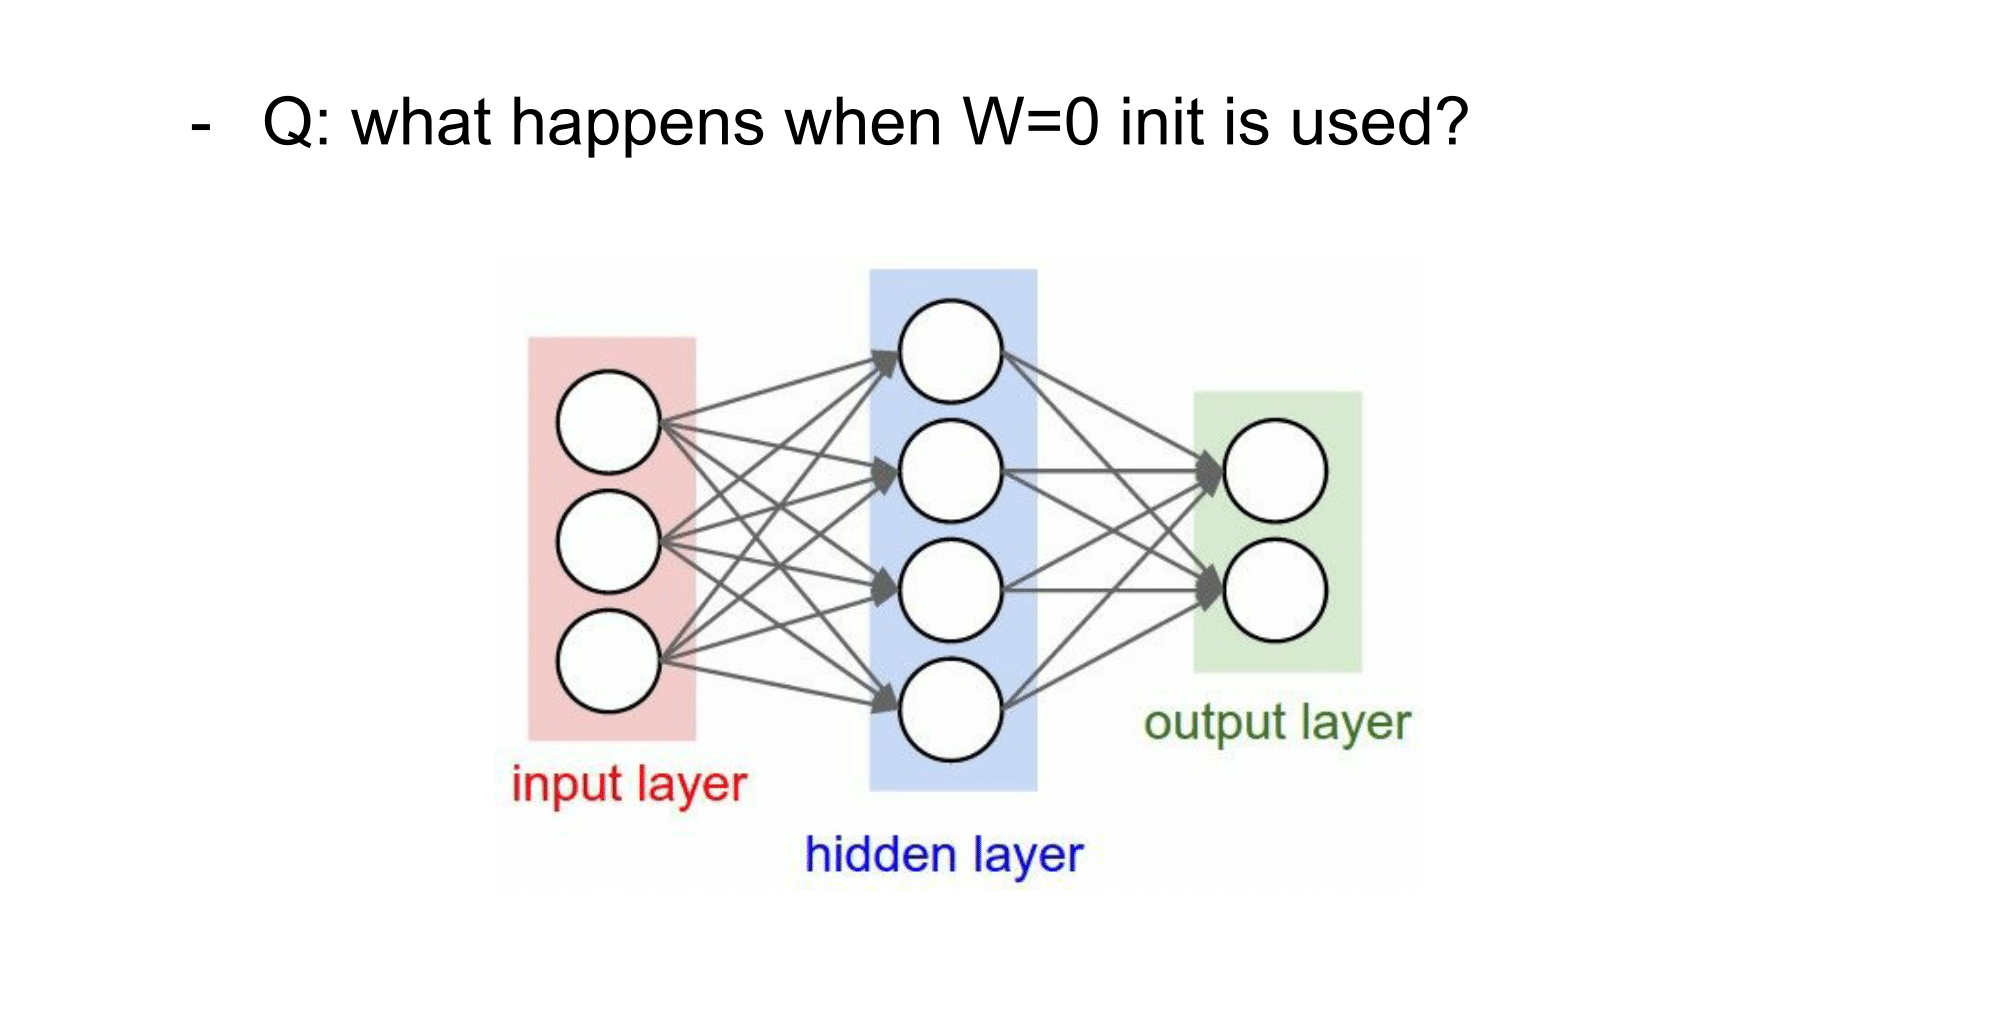 - Q: what happens when W=0 init is used?
input layer
hidden layer
output layer